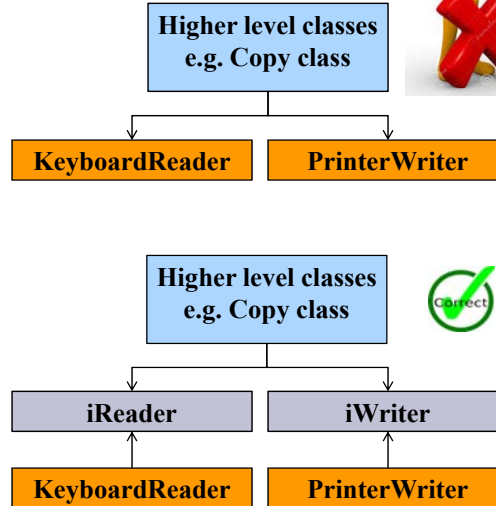 Higher level classes
e.g. Copy class
KeyboardReader PrinterWriter
Higher level classes
e.g. Copy class
Correct
iReader iWriter
KeyboardReader PrinterWriter